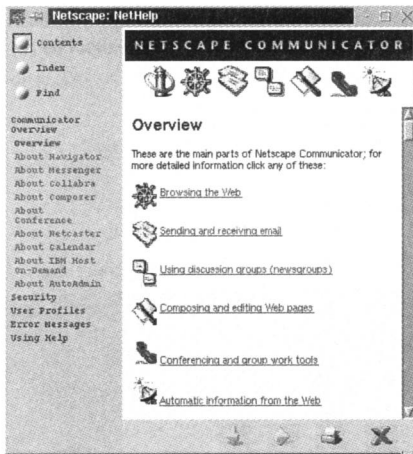 Netscape: NetHelp
Contents
Index
Find
Communicator
Overview
Overview
About Navigator
About Messenger
About Collabra
About Composer
About
Conference
About Netcaster
About Calendar
About IBM Host
On-Demand
About AutoAdmin
Security
User Profiles
Error Messages
Using Help
NETSCAPE COMMUNICATOR
Overview
These are the main parts of Netscape Communicator; for
more detailed information click any of these:
Browsing the Web
Sending and receiving email
Using discussion groups (newsgroups)
Composing and editing Web pages
Conferencing and group work tools
Automatic information from the Web